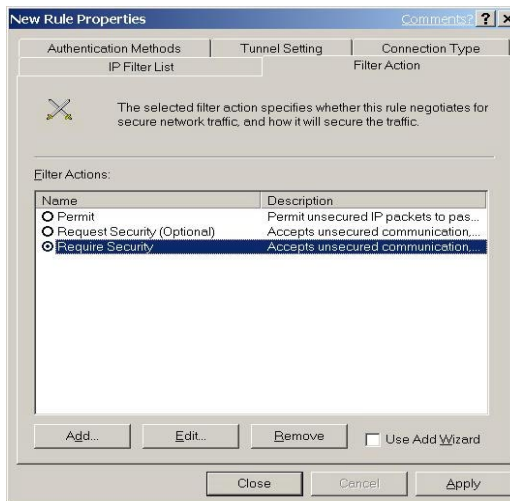 New Rule Properties Comments? ? x
Authentication Methods Tunnel Setting Connection Type
IP Filter List Filter Action
The selected filter action specifies whether this rule negotiates for
secure network traffic, and how it will secure the traffic.
Filter Actions:
Name Description
Permit Permit unsecured IP packets to pas...
Request Security (Optional) Accepts unsecured communication,...
Require Security Accepts unsecured communication,...
Add... Edit... Remove Use Add Wizard
Close Cancel Apply